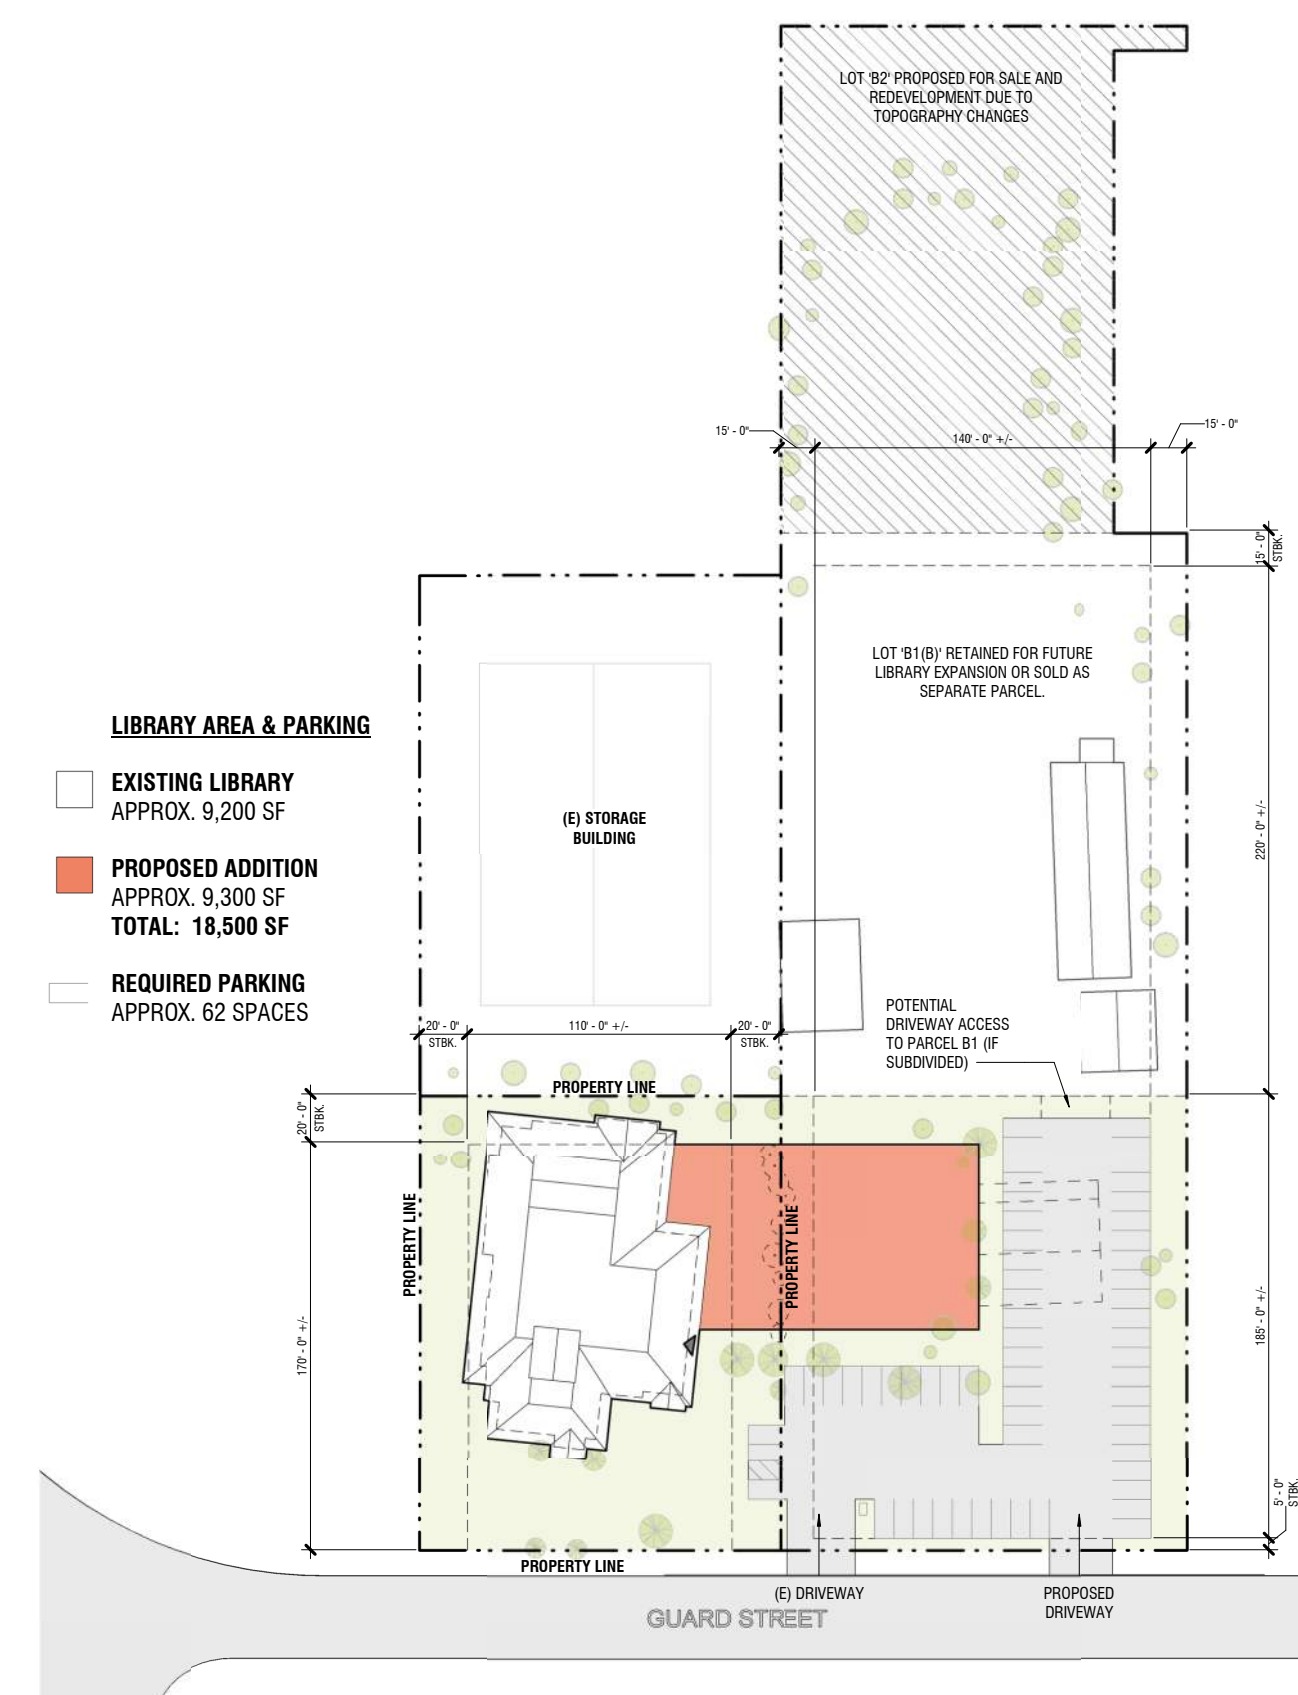 LOT 'B2' PROPOSED FOR SALE AND
REDEVELOPMENT DUE TO
TOPOGRAPHY CHANGES
15' - 0"
140' - 0" +/-
15' - 0"
15' - 0"
STBK.
LOT 'B1(B)' RETAINED FOR FUTURE
LIBRARY EXPANSION OR SOLD AS
SEPARATE PARCEL.
LIBRARY AREA & PARKING
EXISTING LIBRARY
APPROX. 9,200 SF
PROPOSED ADDITION
APPROX. 9,300 SF
TOTAL: 18,500 SF
REQUIRED PARKING
APPROX. 62 SPACES
(E) STORAGE
BUILDING
220' - 0" +/-
POTENTIAL
DRIVEWAY ACCESS
TO PARCEL B1 (IF
SUBDIVIDED)
20' - 0"
STBK.
110' - 0" +/-
20' - 0"
STBK.
PROPERTY LINE
20' - 0"
STBK.
PROPERTY LINE
PROPERTY LINE
170' - 0" +/-
185' - 0" +/-
5' - 0"
STBK.
PROPERTY LINE
(E) DRIVEWAY
PROPOSED
DRIVEWAY
GUARD STREET